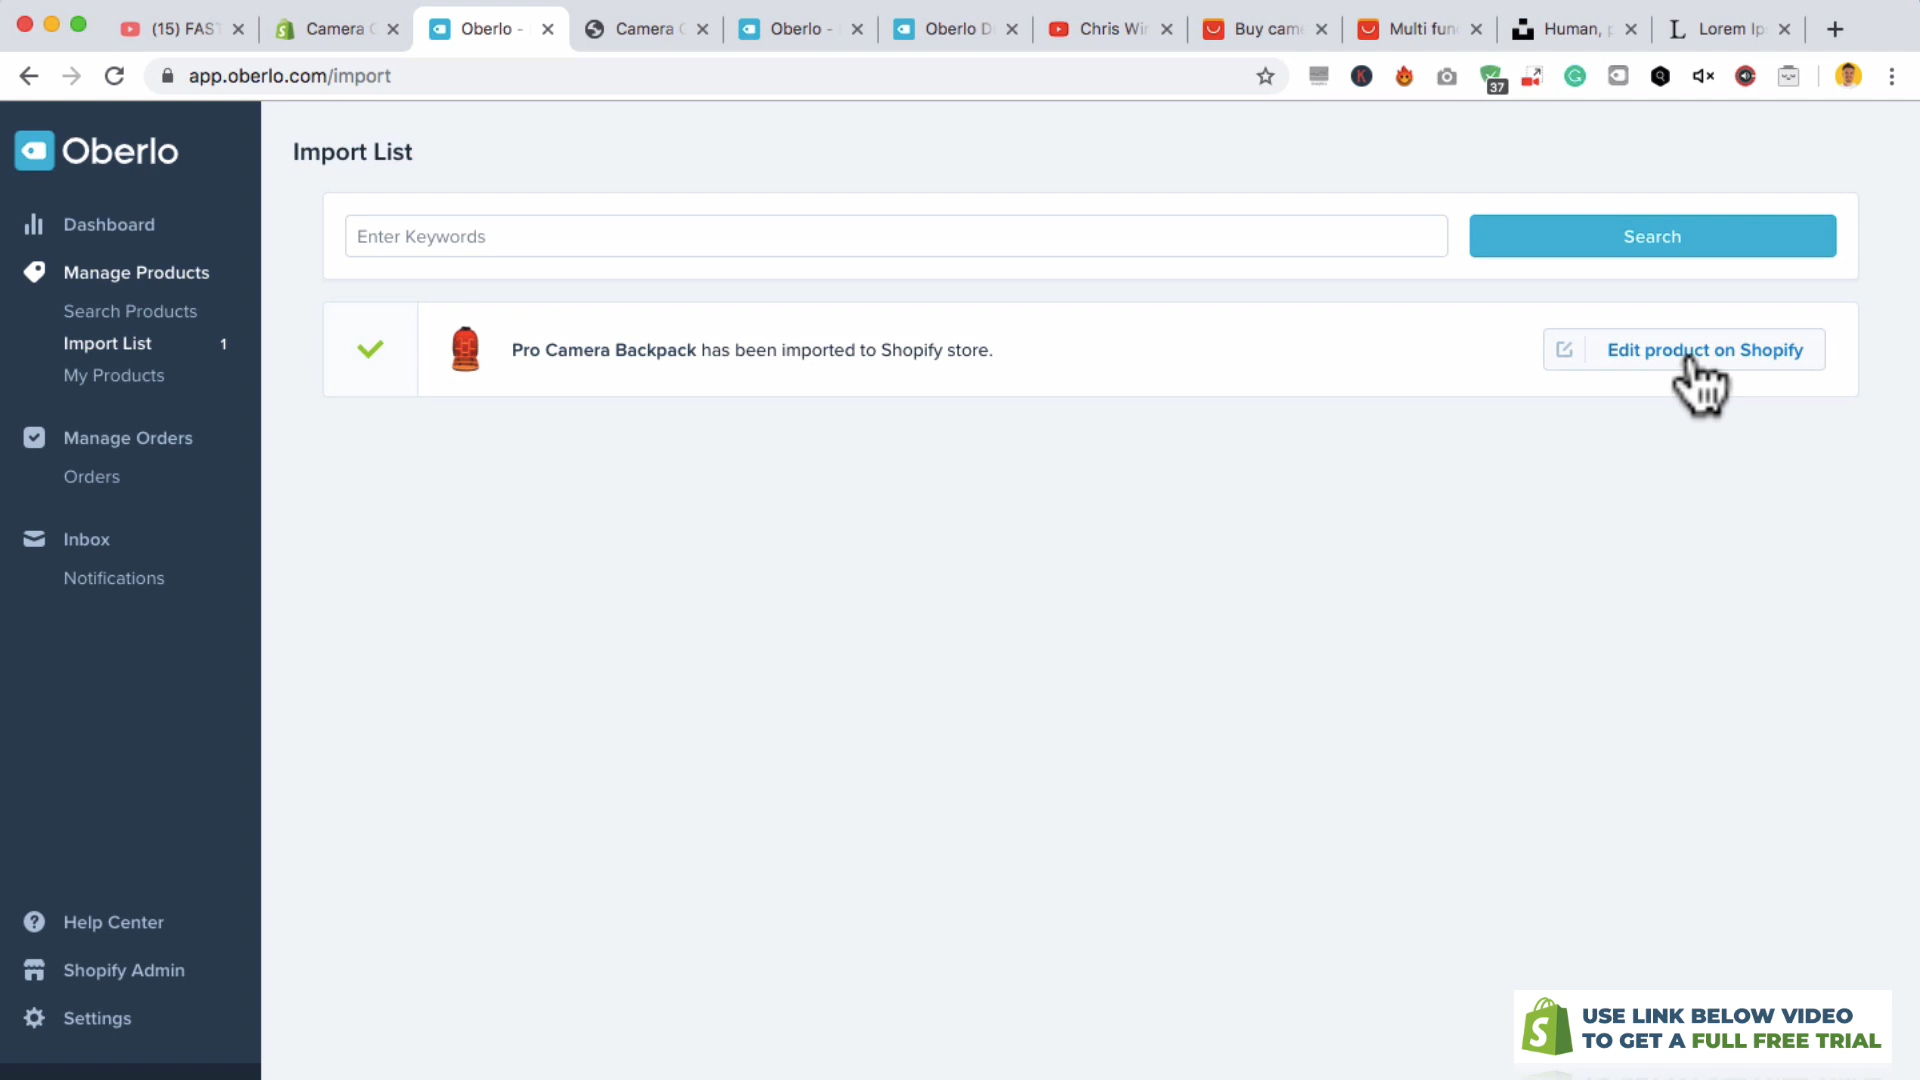 (15) FAS
Camera
Oberlo -
Camera
Oberlo -
Oberlo D
Chris Wi
Buy cam
Multi fun
Human, p
Lorem Ip
app.oberlo.com/import
37
Oberlo
Dashboard
Manage Products
Search Products
Import List 1
My Products
Manage Orders
Orders
Inbox
Notifications
Help Center
Shopify Admin
Settings
Import List
Enter Keywords
Search
Pro Camera Backpack has been imported to Shopify store.
Edit product on Shopify
USE LINK BELOW VIDEO
TO GET A FULL FREE TRIAL